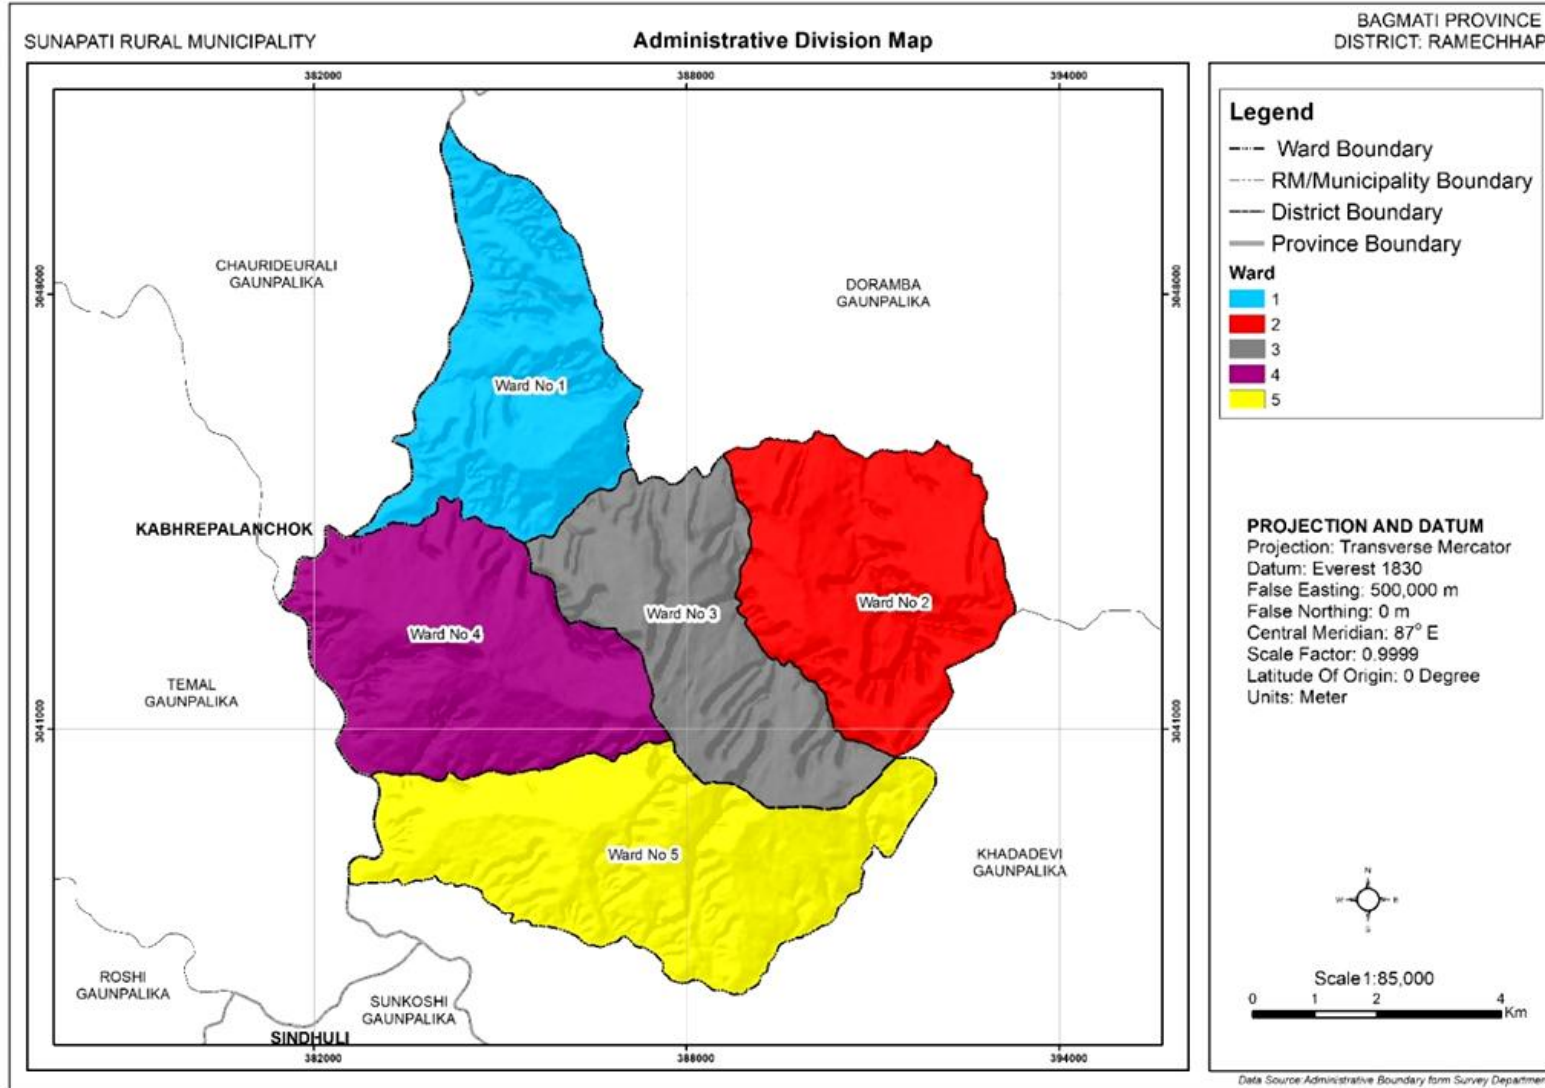 SUNAPATI RURAL MUNICIPALITY
Administrative Division Map
BAGMATI PROVINCE
DISTRICT: RAMECHHAP
382000
388000
394000
3048000
3048000
CHAURIDEURALI
GAUNPALIKA
DORAMBA
GAUNPALIKA
Ward No 1
KABHREPALANCHOK
Ward No 2
Ward No 3
Ward No 4
TEMAL
GAUNPALIKA
3041000
3041000
Ward No 5
KHADADEVI
GAUNPALIKA
ROSHI
GAUNPALIKA
SUNKOSHI
GAUNPALIKA
SINDHULI
382000
388000
394000
Legend
Ward Boundary
RM/Municipality Boundary
District Boundary
Province Boundary
Ward
1
2
3
4
5
PROJECTION AND DATUM
Projection: Transverse Mercator
Datum: Everest 1830
False Easting: 500,000 m
False Northing: 0 m
Central Meridian: 87° E
Scale Factor: 0.9999
Latitude Of Origin: 0 Degree
Units: Meter
N
W E
S
Scale 1:85,000
0 1 2 4
Km
Data Source: Administrative Boundary form Survey Departmen